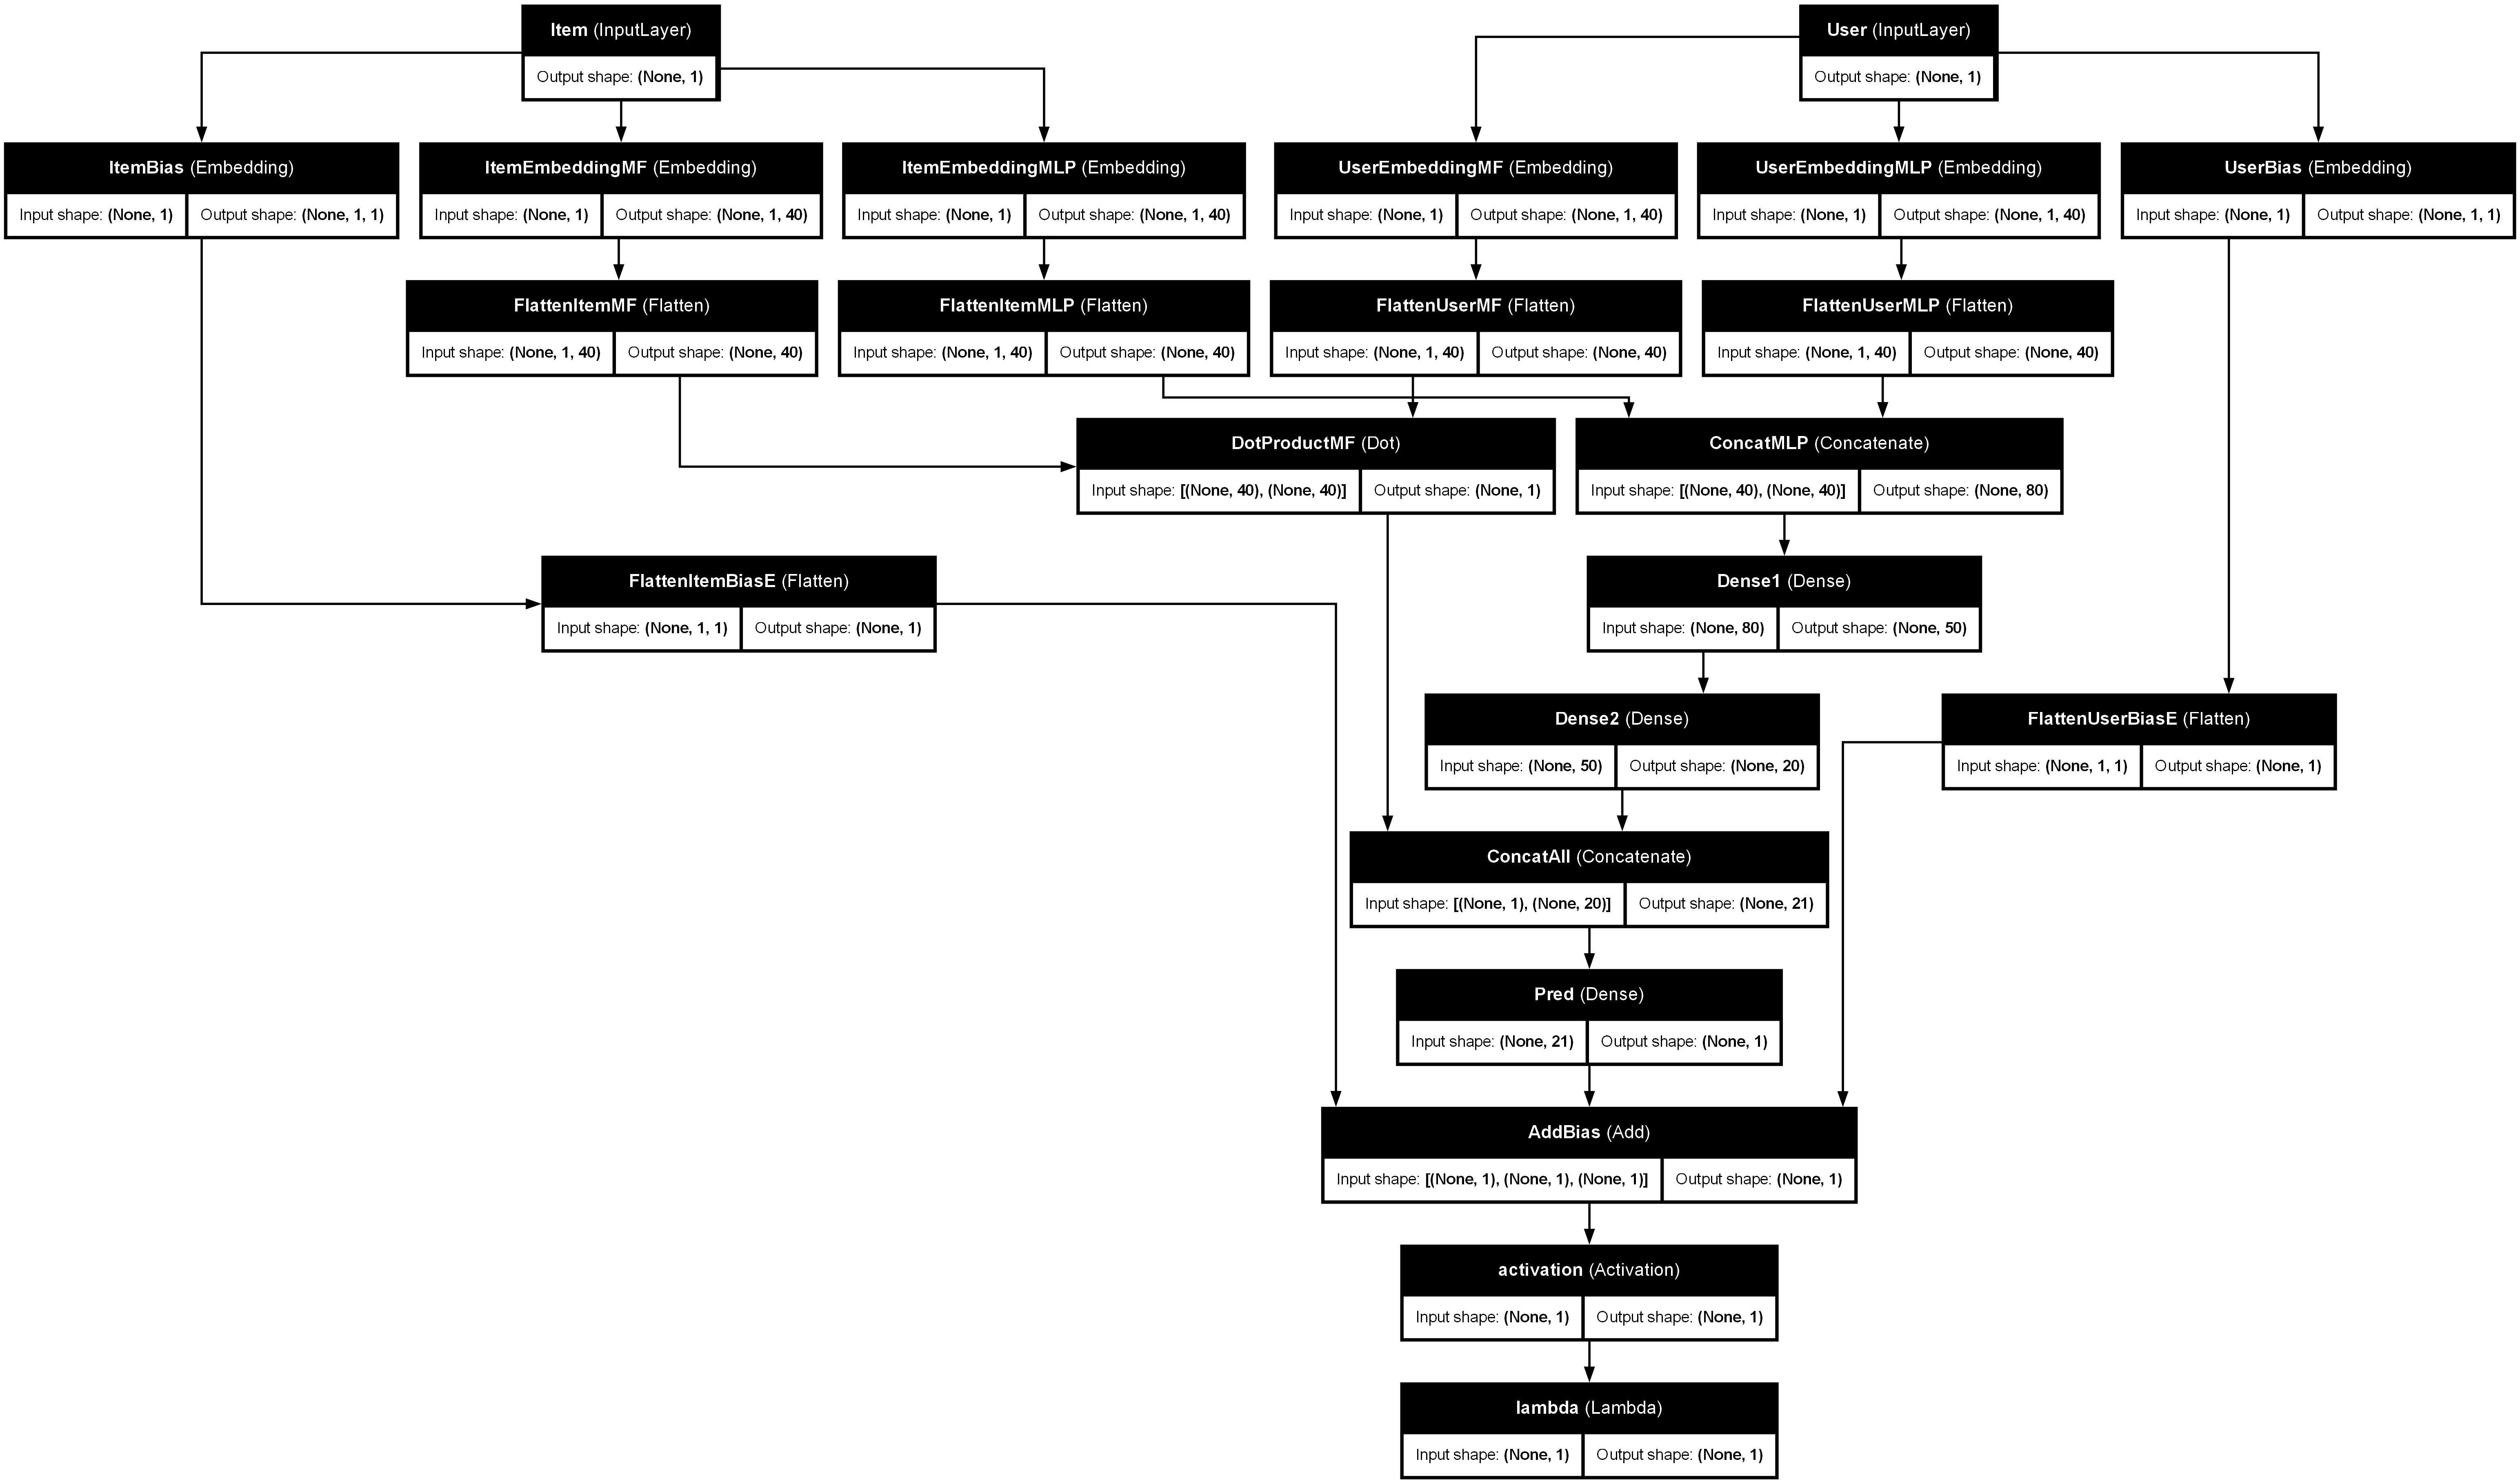 Item (InputLayer)
Output shape: (None, 1)
User (InputLayer)
Output shape: (None, 1)
ItemBias (Embedding)
Input shape: (None, 1) Output shape: (None, 1, 1)
ItemEmbeddingMF (Embedding)
Input shape: (None, 1) Output shape: (None, 1, 40)
ItemEmbeddingMLP (Embedding)
Input shape: (None, 1) Output shape: (None, 1, 40)
UserEmbeddingMF (Embedding)
Input shape: (None, 1) Output shape: (None, 1, 40)
UserEmbeddingMLP (Embedding)
Input shape: (None, 1) Output shape: (None, 1, 40)
UserBias (Embedding)
Input shape: (None, 1) Output shape: (None, 1, 1)
FlattenItemMF (Flatten)
Input shape: (None, 1, 40) Output shape: (None, 40)
FlattenItemMLP (Flatten)
Input shape: (None, 1, 40) Output shape: (None, 40)
FlattenUserMF (Flatten)
Input shape: (None, 1, 40) Output shape: (None, 40)
FlattenUserMLP (Flatten)
Input shape: (None, 1, 40) Output shape: (None, 40)
DotProductMF (Dot)
Input shape: [(None, 40), (None, 40)] Output shape: (None, 1)
ConcatMLP (Concatenate)
Input shape: [(None, 40), (None, 40)] Output shape: (None, 80)
FlattenItemBiasE (Flatten)
Input shape: (None, 1, 1) Output shape: (None, 1)
Dense1 (Dense)
Input shape: (None, 80) Output shape: (None, 50)
Dense2 (Dense)
Input shape: (None, 50) Output shape: (None, 20)
FlattenUserBiasE (Flatten)
Input shape: (None, 1, 1) Output shape: (None, 1)
ConcatAll (Concatenate)
Input shape: [(None, 1), (None, 20)] Output shape: (None, 21)
Pred (Dense)
Input shape: (None, 21) Output shape: (None, 1)
AddBias (Add)
Input shape: [(None, 1), (None, 1), (None, 1)] Output shape: (None, 1)
activation (Activation)
Input shape: (None, 1) Output shape: (None, 1)
lambda (Lambda)
Input shape: (None, 1) Output shape: (None, 1)